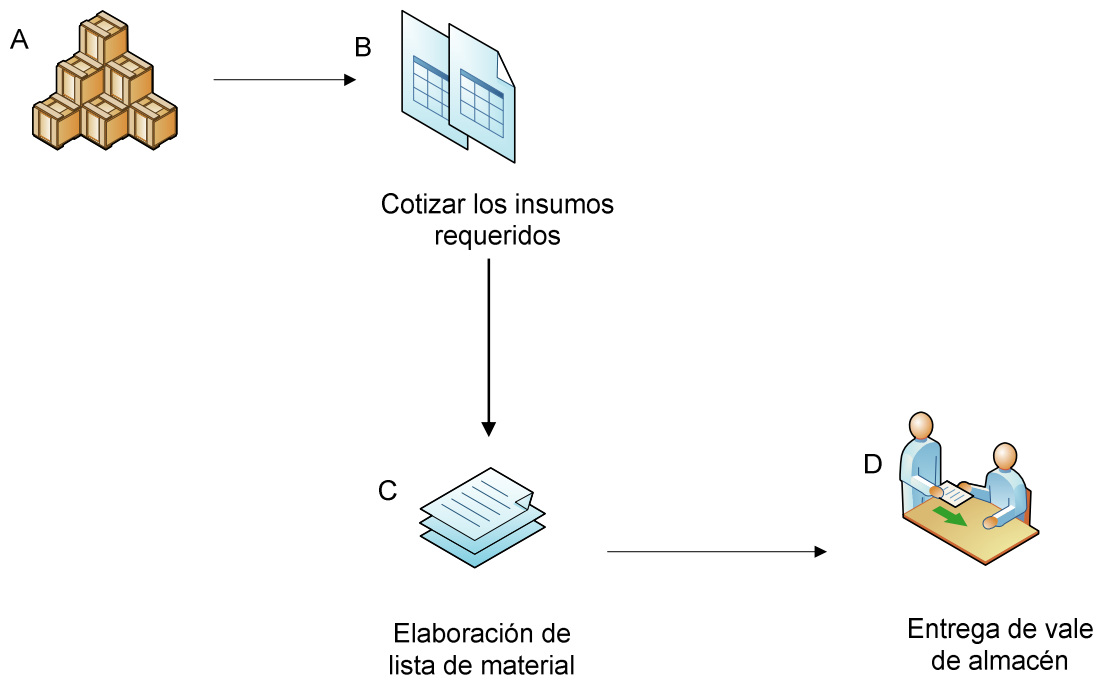 A
B
Cotizar los insumos
requeridos
C
Elaboración de
lista de material
D
Entrega de vale
de almacén